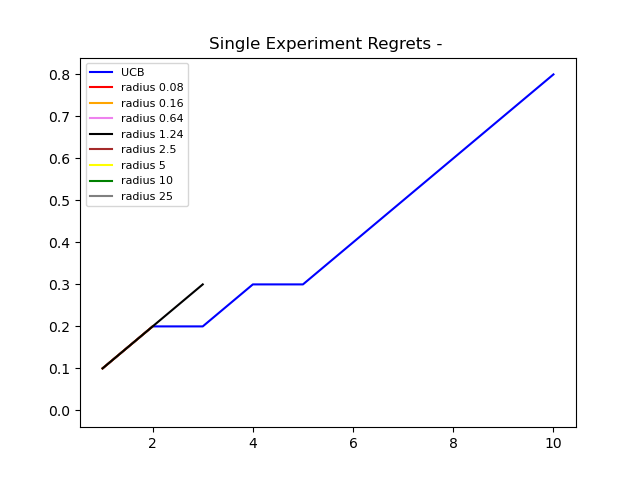 Single Experiment Regrets -
UCB
radius 0.08
radius 0.16
radius 0.64
radius 1.24
radius 2.5
radius 5
radius 10
radius 25
0.8
0.7
0.6
0.5
0.4
0.3
0.2
0.1
0.0
2 4 6 8 10